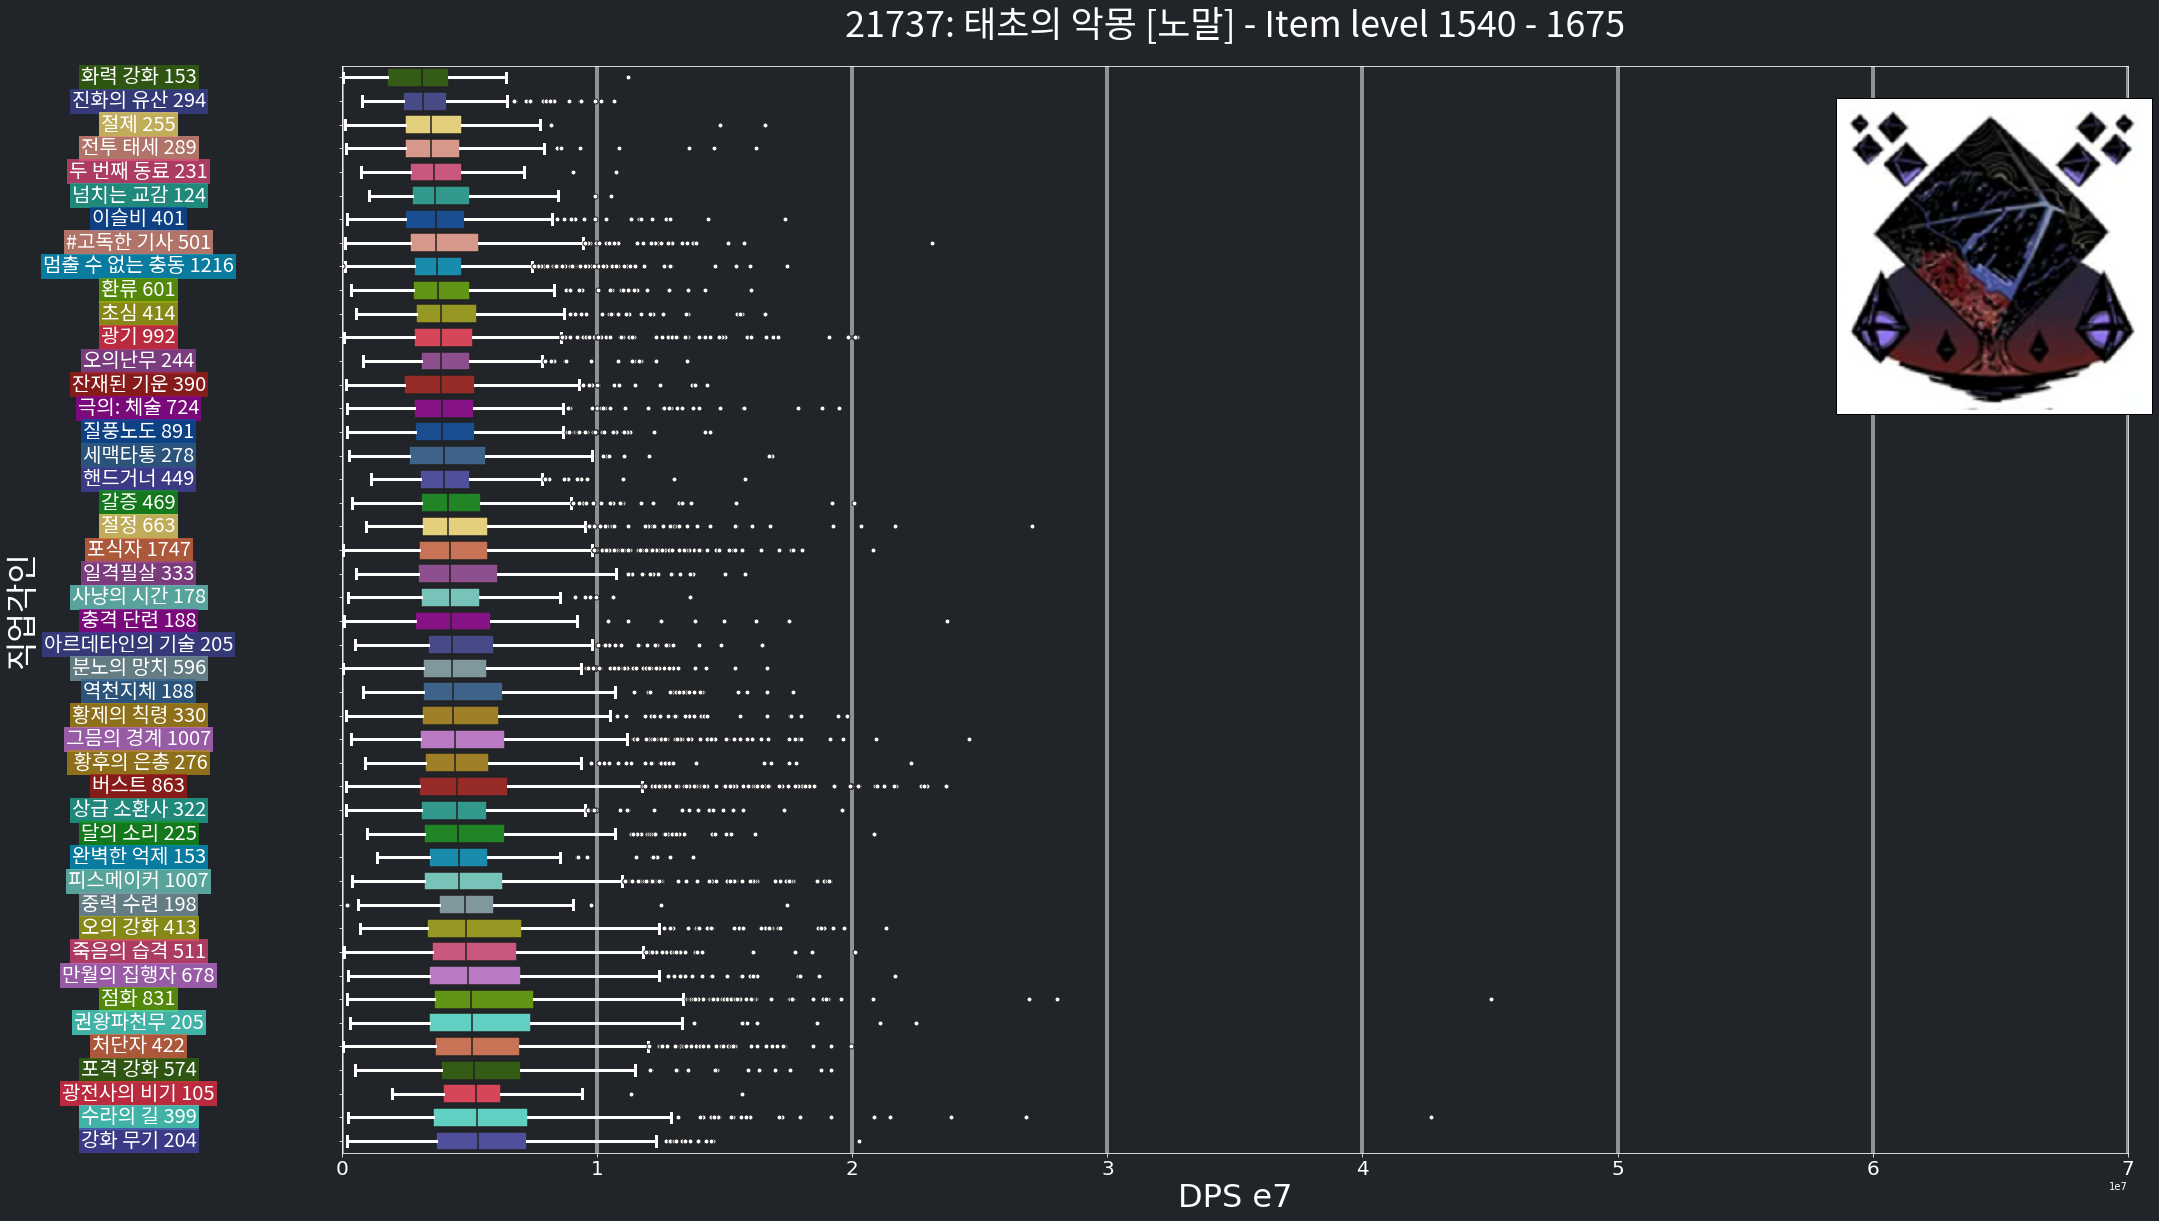 21737: 태초의 악몽 [노말] - Item level 1540 - 1675
화력 강화 153
진화의 유산 294
절제 255
전투 태세 289
두 번째 동료 231
넘치는 교감 124
이슬비 401
#고독한 기사 501
멈출 수 없는 충동 1216
환류 601
초심 414
광기 992
오의난무 244
잔재된 기운 390
극의: 체술 724
질풍노도 891
세맥타통 278
핸드거너 449
갈증 469
절정 663
포식자 1747
일격필살 333
사냥의 시간 178
충격 단련 188
아르데타인의 기술 205
분노의 망치 596
역천지체 188
황제의 칙령 330
그믐의 경계 1007
황후의 은총 276
버스트 863
상급 소환사 322
달의 소리 225
완벽한 억제 153
피스메이커 1007
중력 수련 198
오의 강화 413
죽음의 습격 511
만월의 집행자 678
점화 831
권왕파천무 205
처단자 422
포격 강화 574
광전사의 비기 105
수라의 길 399
강화 무기 204
직업각인
0 1 2 3 4 5 6 7
1e7
DPS e7